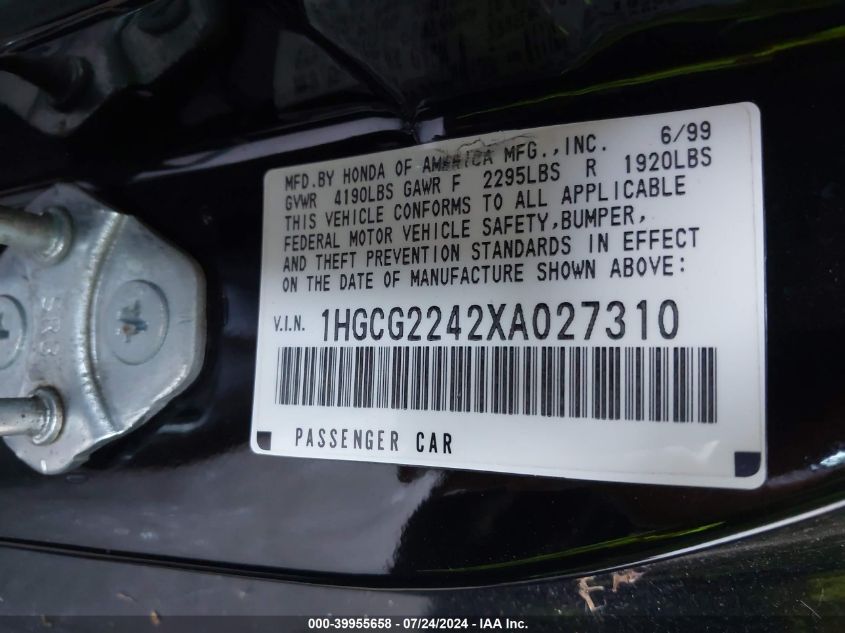 MFD.BY HONDA OF AMERICA MFG.,INC. 6/99
GVWR 4190LBS GAWR F 2295LBS R 1920LBS
THIS VEHICLE CONFORMS TO ALL APPLICABLE
FEDERAL MOTOR VEHICLE SAFETY,BUMPER,
AND THEFT PREVENTION STANDARDS IN EFFECT
ON THE DATE OF MANUFACTURE SHOWN ABOVE:
V.I.N. 1HGCG2242XA027310
PASSENGER CAR
000-39955658 - 07/24/2024 - IAA Inc.